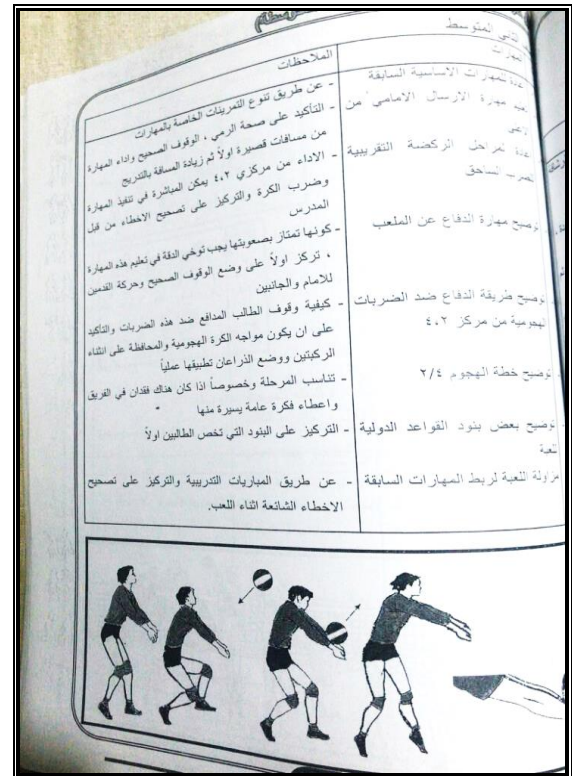 الثاني المتوسط
المهارات
الملاحظات
اعادة للمهارات الاساسية السابقة
- عن طريق تنوع التمرينات الخاصة بالمهارات
مهارة الارسال الامامي من
- التأكيد على صحة الرمي ، الوقوف الصحيح واداء المهارة
من مسافات قصيرة اولاً ثم زيادة المسافة بالتدريج
لمراحل الركضة التقريبية
الساحق
- الاداء من مركزي ٤،٢ يمكن المباشرة في تنفيذ المهارة
وضرب الكرة والتركيز على تصحيح الاخطاء من قبل
المدرس
توضيح مهارة الدفاع عن الملعب
- كونها تمتاز بصعوبتها يجب توخي الدقة في تعليم هذه المهارة
، تركز اولاً على وضع الوقوف الصحيح وحركة القدمين
للامام والجانبين
توضيح طريقة الدفاع ضد الضربات
الهجومية من مركز ٤،٢
- كيفية وقوف الطالب المدافع ضد هذه الضربات والتأكيد
على ان يكون مواجه الكرة الهجومية والمحافظة على انثناء
الركبتين ووضع الذراعان تطبيقها عملياً
توضيح خطة الهجوم ٢/٤
- تناسب المرحلة وخصوصاً اذا كان هناك فقدان في الفريق
واعطاء فكرة عامة يسيرة منها
توضيح بعض بنود القواعد الدولية
للعبة
- التركيز على البنود التي تخص الطالبين اولاً
مزاولة اللعبة لربط المهارات السابقة
- عن طريق المباريات التدريبية والتركيز على تصحيح
الاخطاء الشائعة اثناء اللعب.